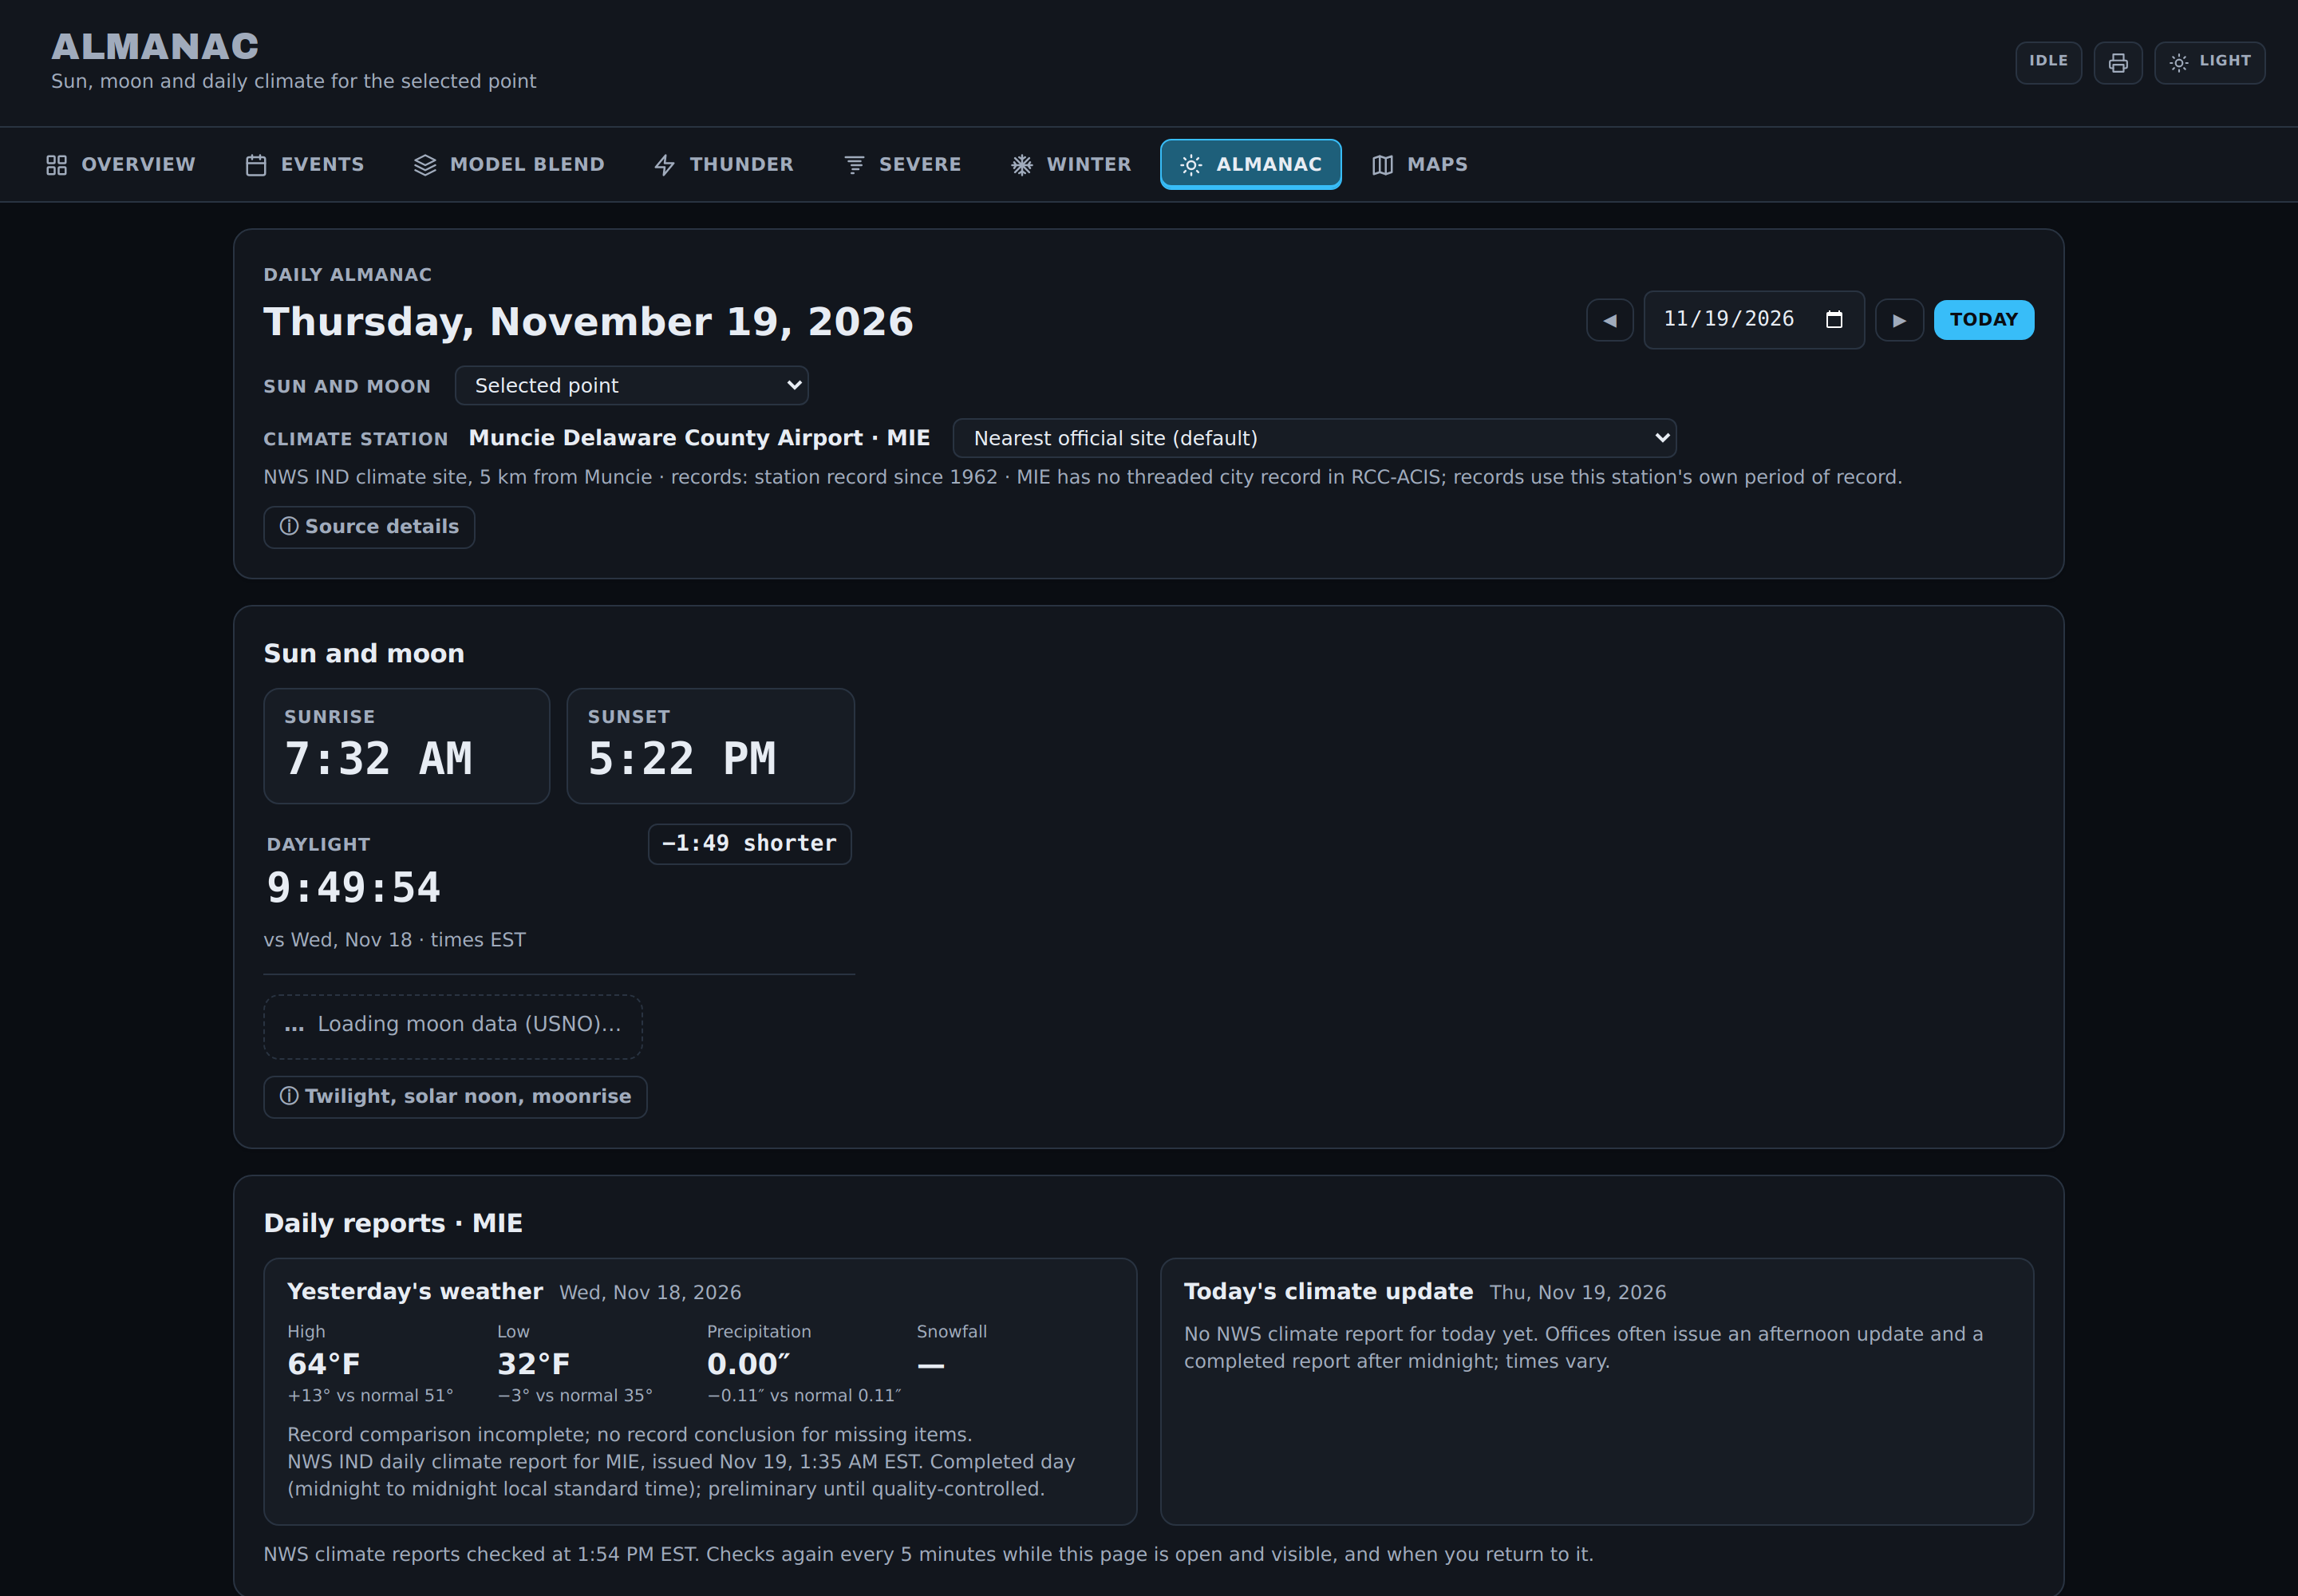 ALMANAC
Sun, moon and daily climate for the selected point
IDLE
LIGHT
OVERVIEW
EVENTS
MODEL BLEND
THUNDER
SEVERE
WINTER
ALMANAC
MAPS
DAILY ALMANAC
Thursday, November 19, 2026
◀
11/19/2026
▶
TODAY
SUN AND MOON
Selected point
CLIMATE STATION
Muncie Delaware County Airport · MIE
Nearest official site (default)
NWS IND climate site, 5 km from Muncie · records: station record since 1962 · MIE has no threaded city record in RCC-ACIS; records use this station's own period of record.
ⓘ Source details
Sun and moon
SUNRISE
7:32 AM
SUNSET
5:22 PM
DAYLIGHT
−1:49 shorter
9:49:54
vs Wed, Nov 18 · times EST
… Loading moon data (USNO)…
ⓘ Twilight, solar noon, moonrise
Daily reports · MIE
Yesterday's weather Wed, Nov 18, 2026
High
64°F
+13° vs normal 51°
Low
32°F
−3° vs normal 35°
Precipitation
0.00″
−0.11″ vs normal 0.11″
Snowfall
—
Record comparison incomplete; no record conclusion for missing items.
NWS IND daily climate report for MIE, issued Nov 19, 1:35 AM EST. Completed day
(midnight to midnight local standard time); preliminary until quality-controlled.
Today's climate update Thu, Nov 19, 2026
No NWS climate report for today yet. Offices often issue an afternoon update and a
completed report after midnight; times vary.
NWS climate reports checked at 1:54 PM EST. Checks again every 5 minutes while this page is open and visible, and when you return to it.